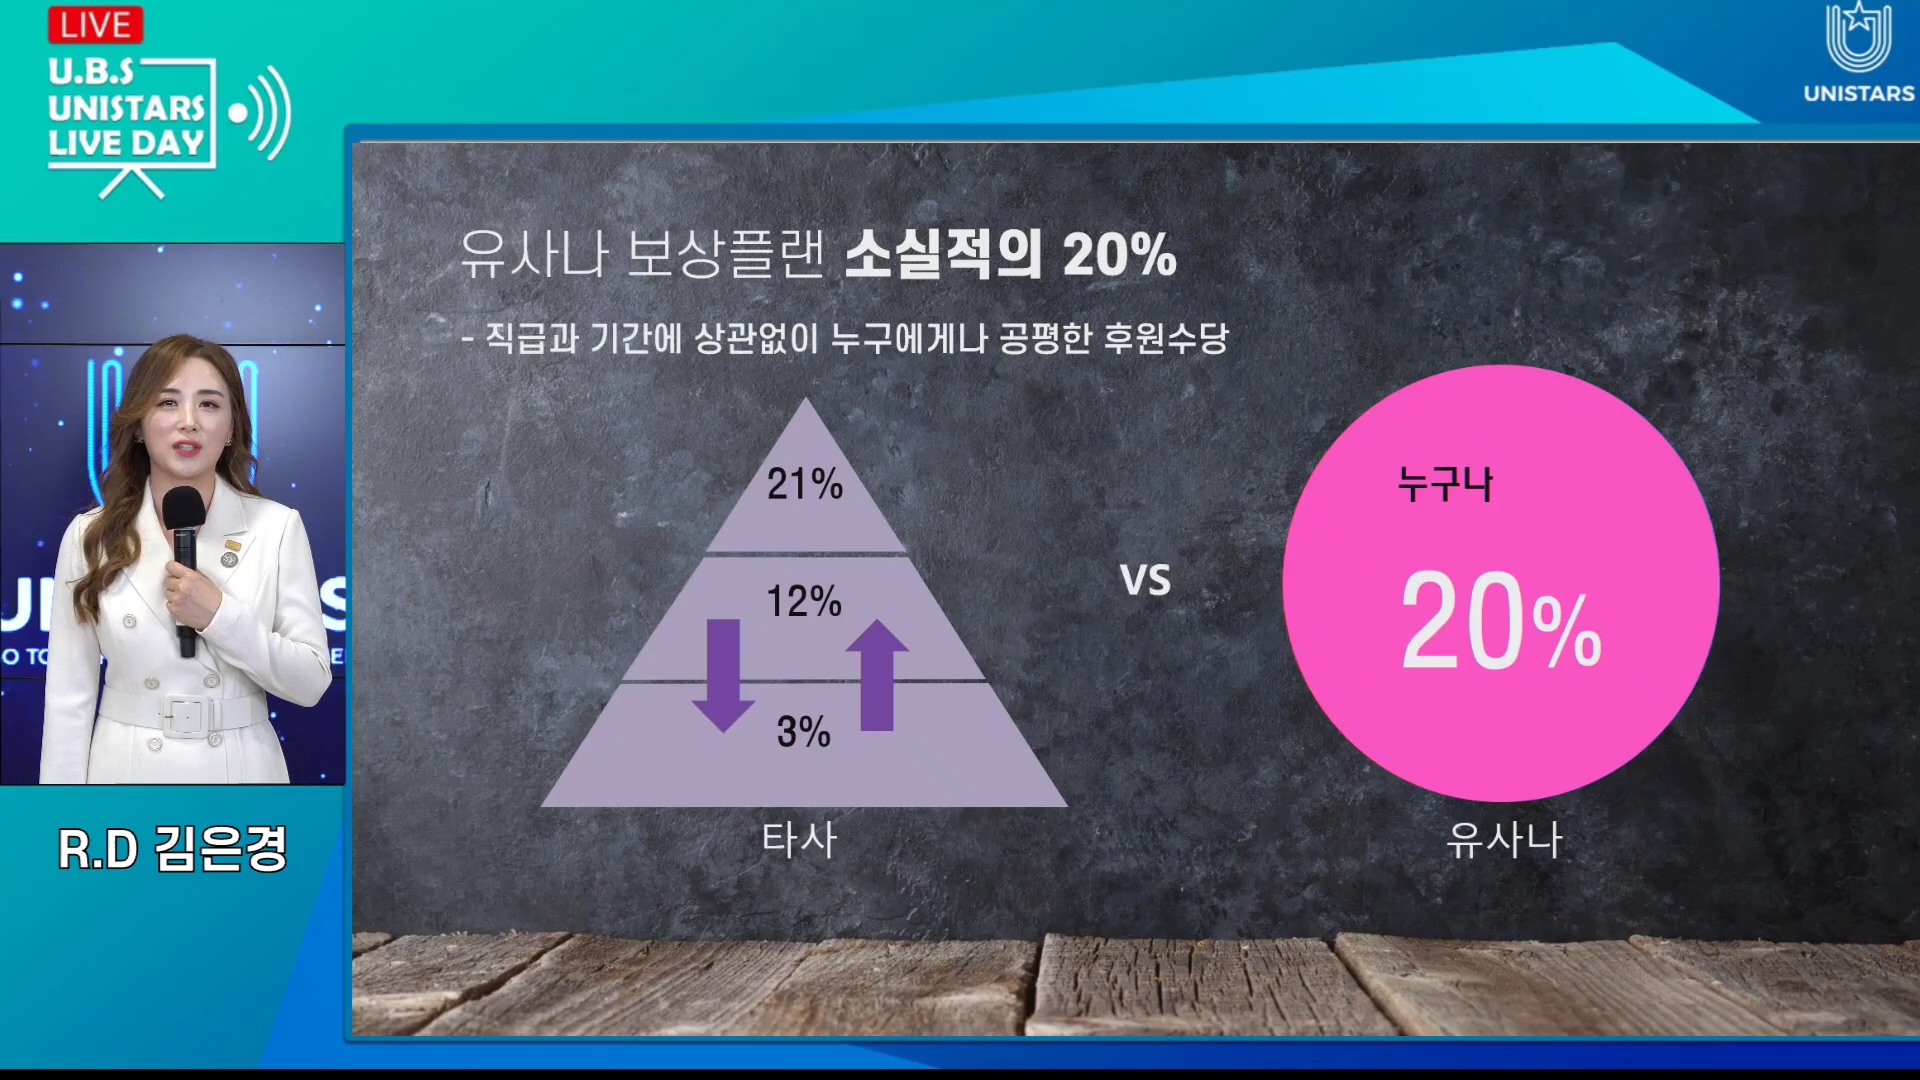 LIVE
U.B.S
UNISTARS
LIVE DAY
UNISTARS
유사나 보상플랜 소실적의 20%
- 직급과 기간에 상관없이 누구에게나 공평한 후원수당
21%
12%
3%
타사
VS
누구나
20%
유사나
R.D 김은경